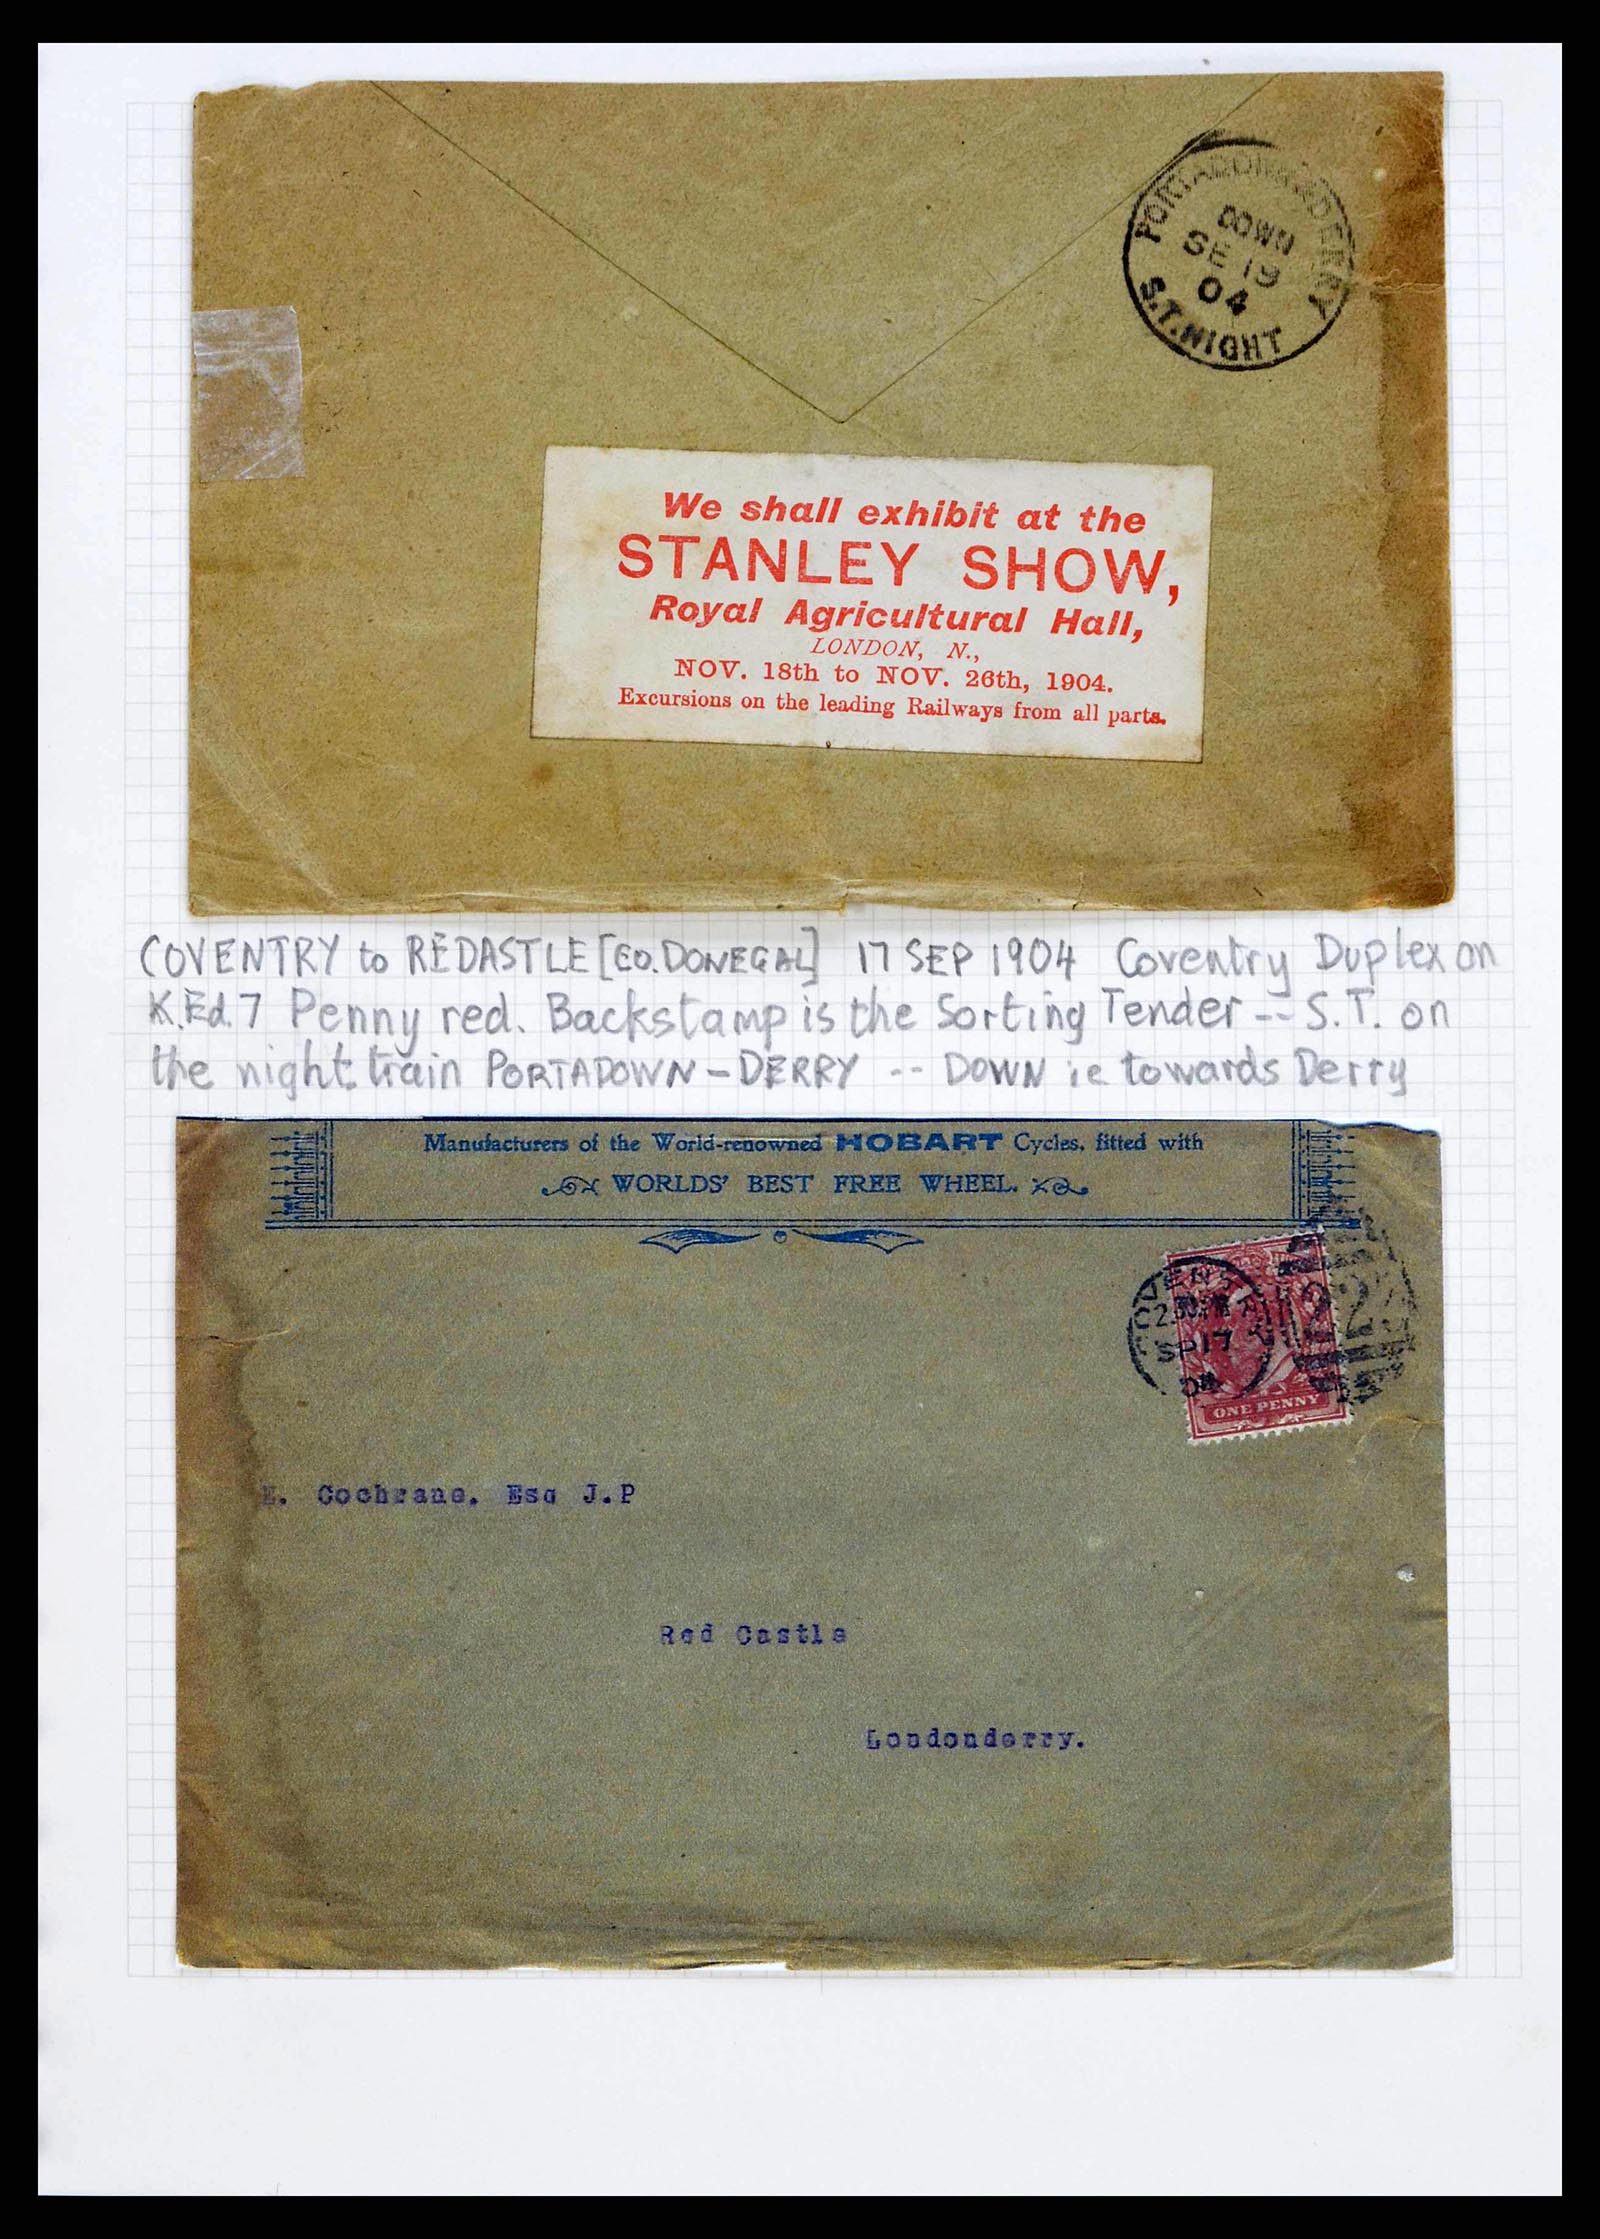 PORTADOWN & DERRY
DOWN
SE 19
04
S.T. NIGHT
We shall exhibit at the
STANLEY SHOW,
Royal Agricultural Hall,
LONDON, N.,
NOV. 18th to NOV. 26th, 1904.
Excursions on the leading Railways from all parts.
COVENTRY to REDASTLE [CO. DONEGAL] 17 SEP 1904 Coventry Duplex on
K.Ed.7 Penny red. Backstamp is the Sorting Tender -- S.T. on
the night train PORTADOWN - DERRY -- DOWN ie towards Derry
Manufacturers of the World-renowned HOBART Cycles, fitted with
WORLDS' BEST FREE WHEEL.
COVENTRY
SP 17
04
ONE PENNY
E. Cochrane, Esq J.P
Red Castle
Londonderry.